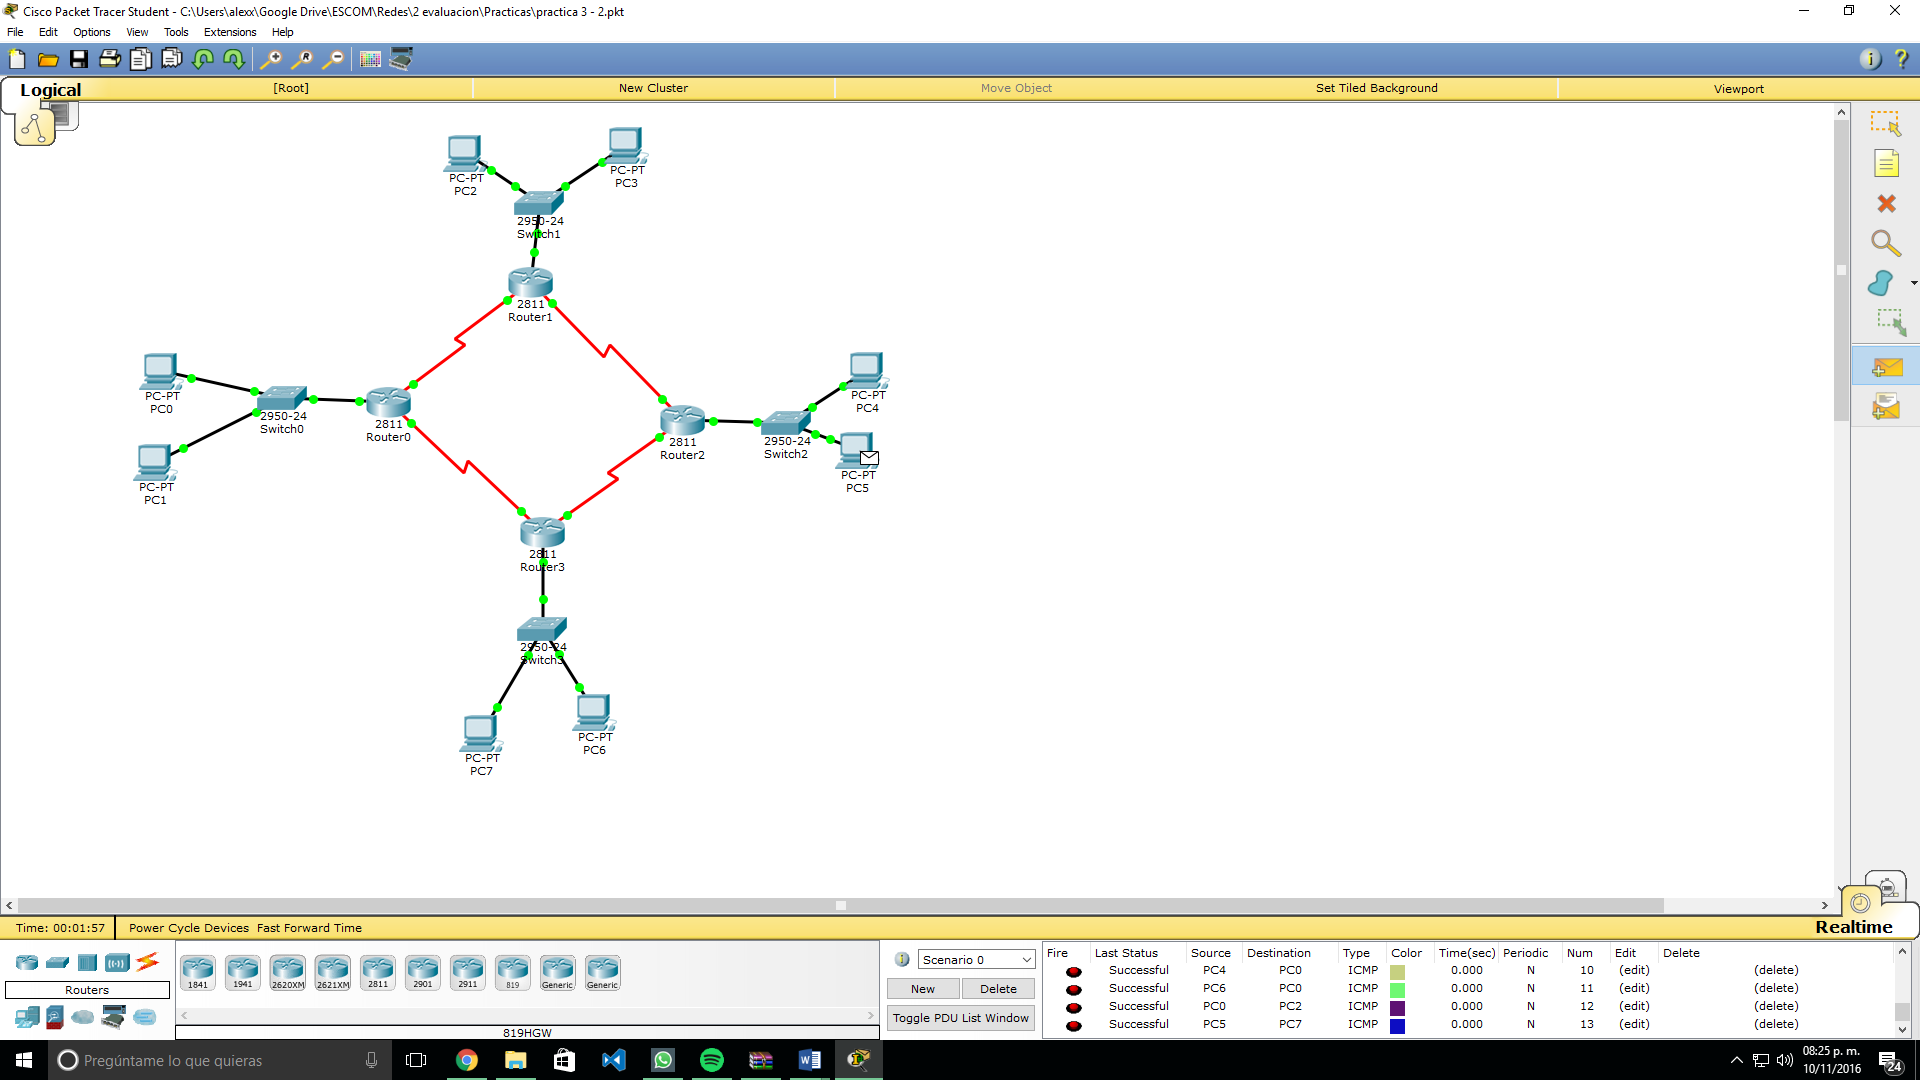 Cisco Packet Tracer Student - C:\Users\alexx\Google Drive\ESCOM\Redes\2 evaluacion\Practicas\practica 3 - 2.pkt
File Edit Options View Tools Extensions Help
Logical [Root] New Cluster Move Object Set Tiled Background Viewport
PC-PT
PC2
PC-PT
PC3
2950-24
Switch1
2811
Router1
PC-PT
PC0
2950-24
Switch0
2811
Router0
PC-PT
PC1
2811
Router2
2950-24
Switch2
PC-PT
PC4
PC-PT
PC5
2811
Router3
2950-24
Switch3
PC-PT
PC6
PC-PT
PC7
Time: 00:01:57 Power Cycle Devices Fast Forward Time Realtime
Routers
1841 1941 2620XM 2621XM 2811 2901 2911 819 Generic Generic
819HGW
Scenario 0
New Delete
Toggle PDU List Window
Fire Last Status Source Destination Type Color Time(sec) Periodic Num Edit Delete
Successful PC4 PC0 ICMP 0.000 N 10 (edit) (delete)
Successful PC6 PC0 ICMP 0.000 N 11 (edit) (delete)
Successful PC0 PC2 ICMP 0.000 N 12 (edit) (delete)
Successful PC5 PC7 ICMP 0.000 N 13 (edit) (delete)
Pregúntame lo que quieras
08:25 p. m.
10/11/2016
24